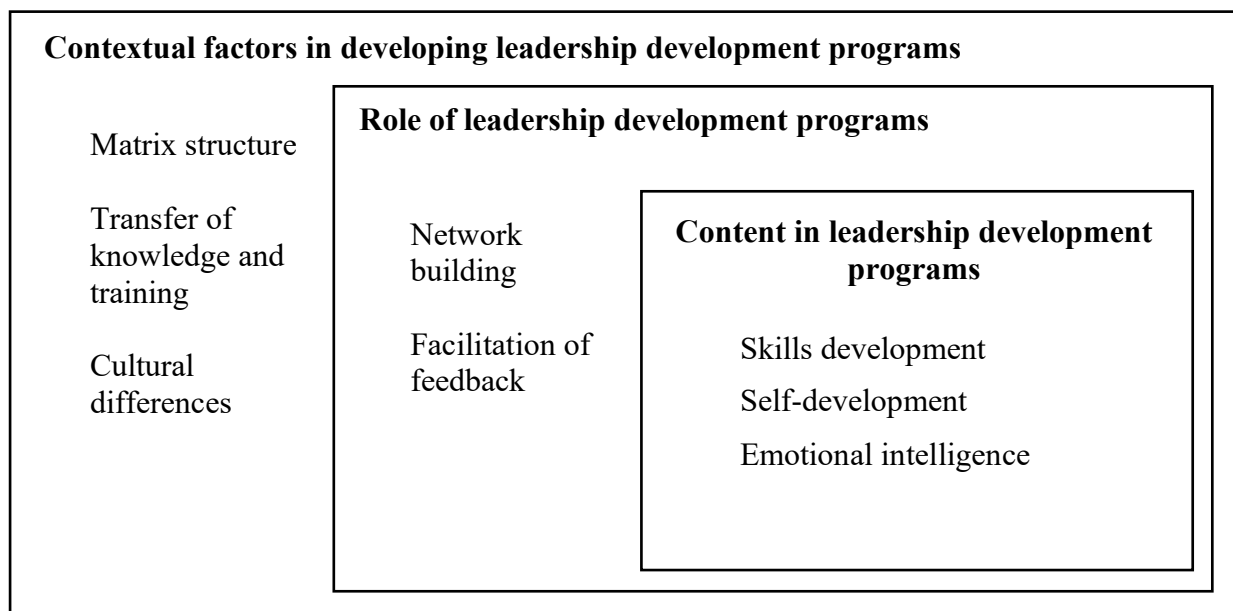 Contextual factors in developing leadership development programs
Matrix structure
Transfer of
knowledge and
training
Cultural
differences
Role of leadership development programs
Network
building
Facilitation of
feedback
Content in leadership development
programs
Skills development
Self-development
Emotional intelligence